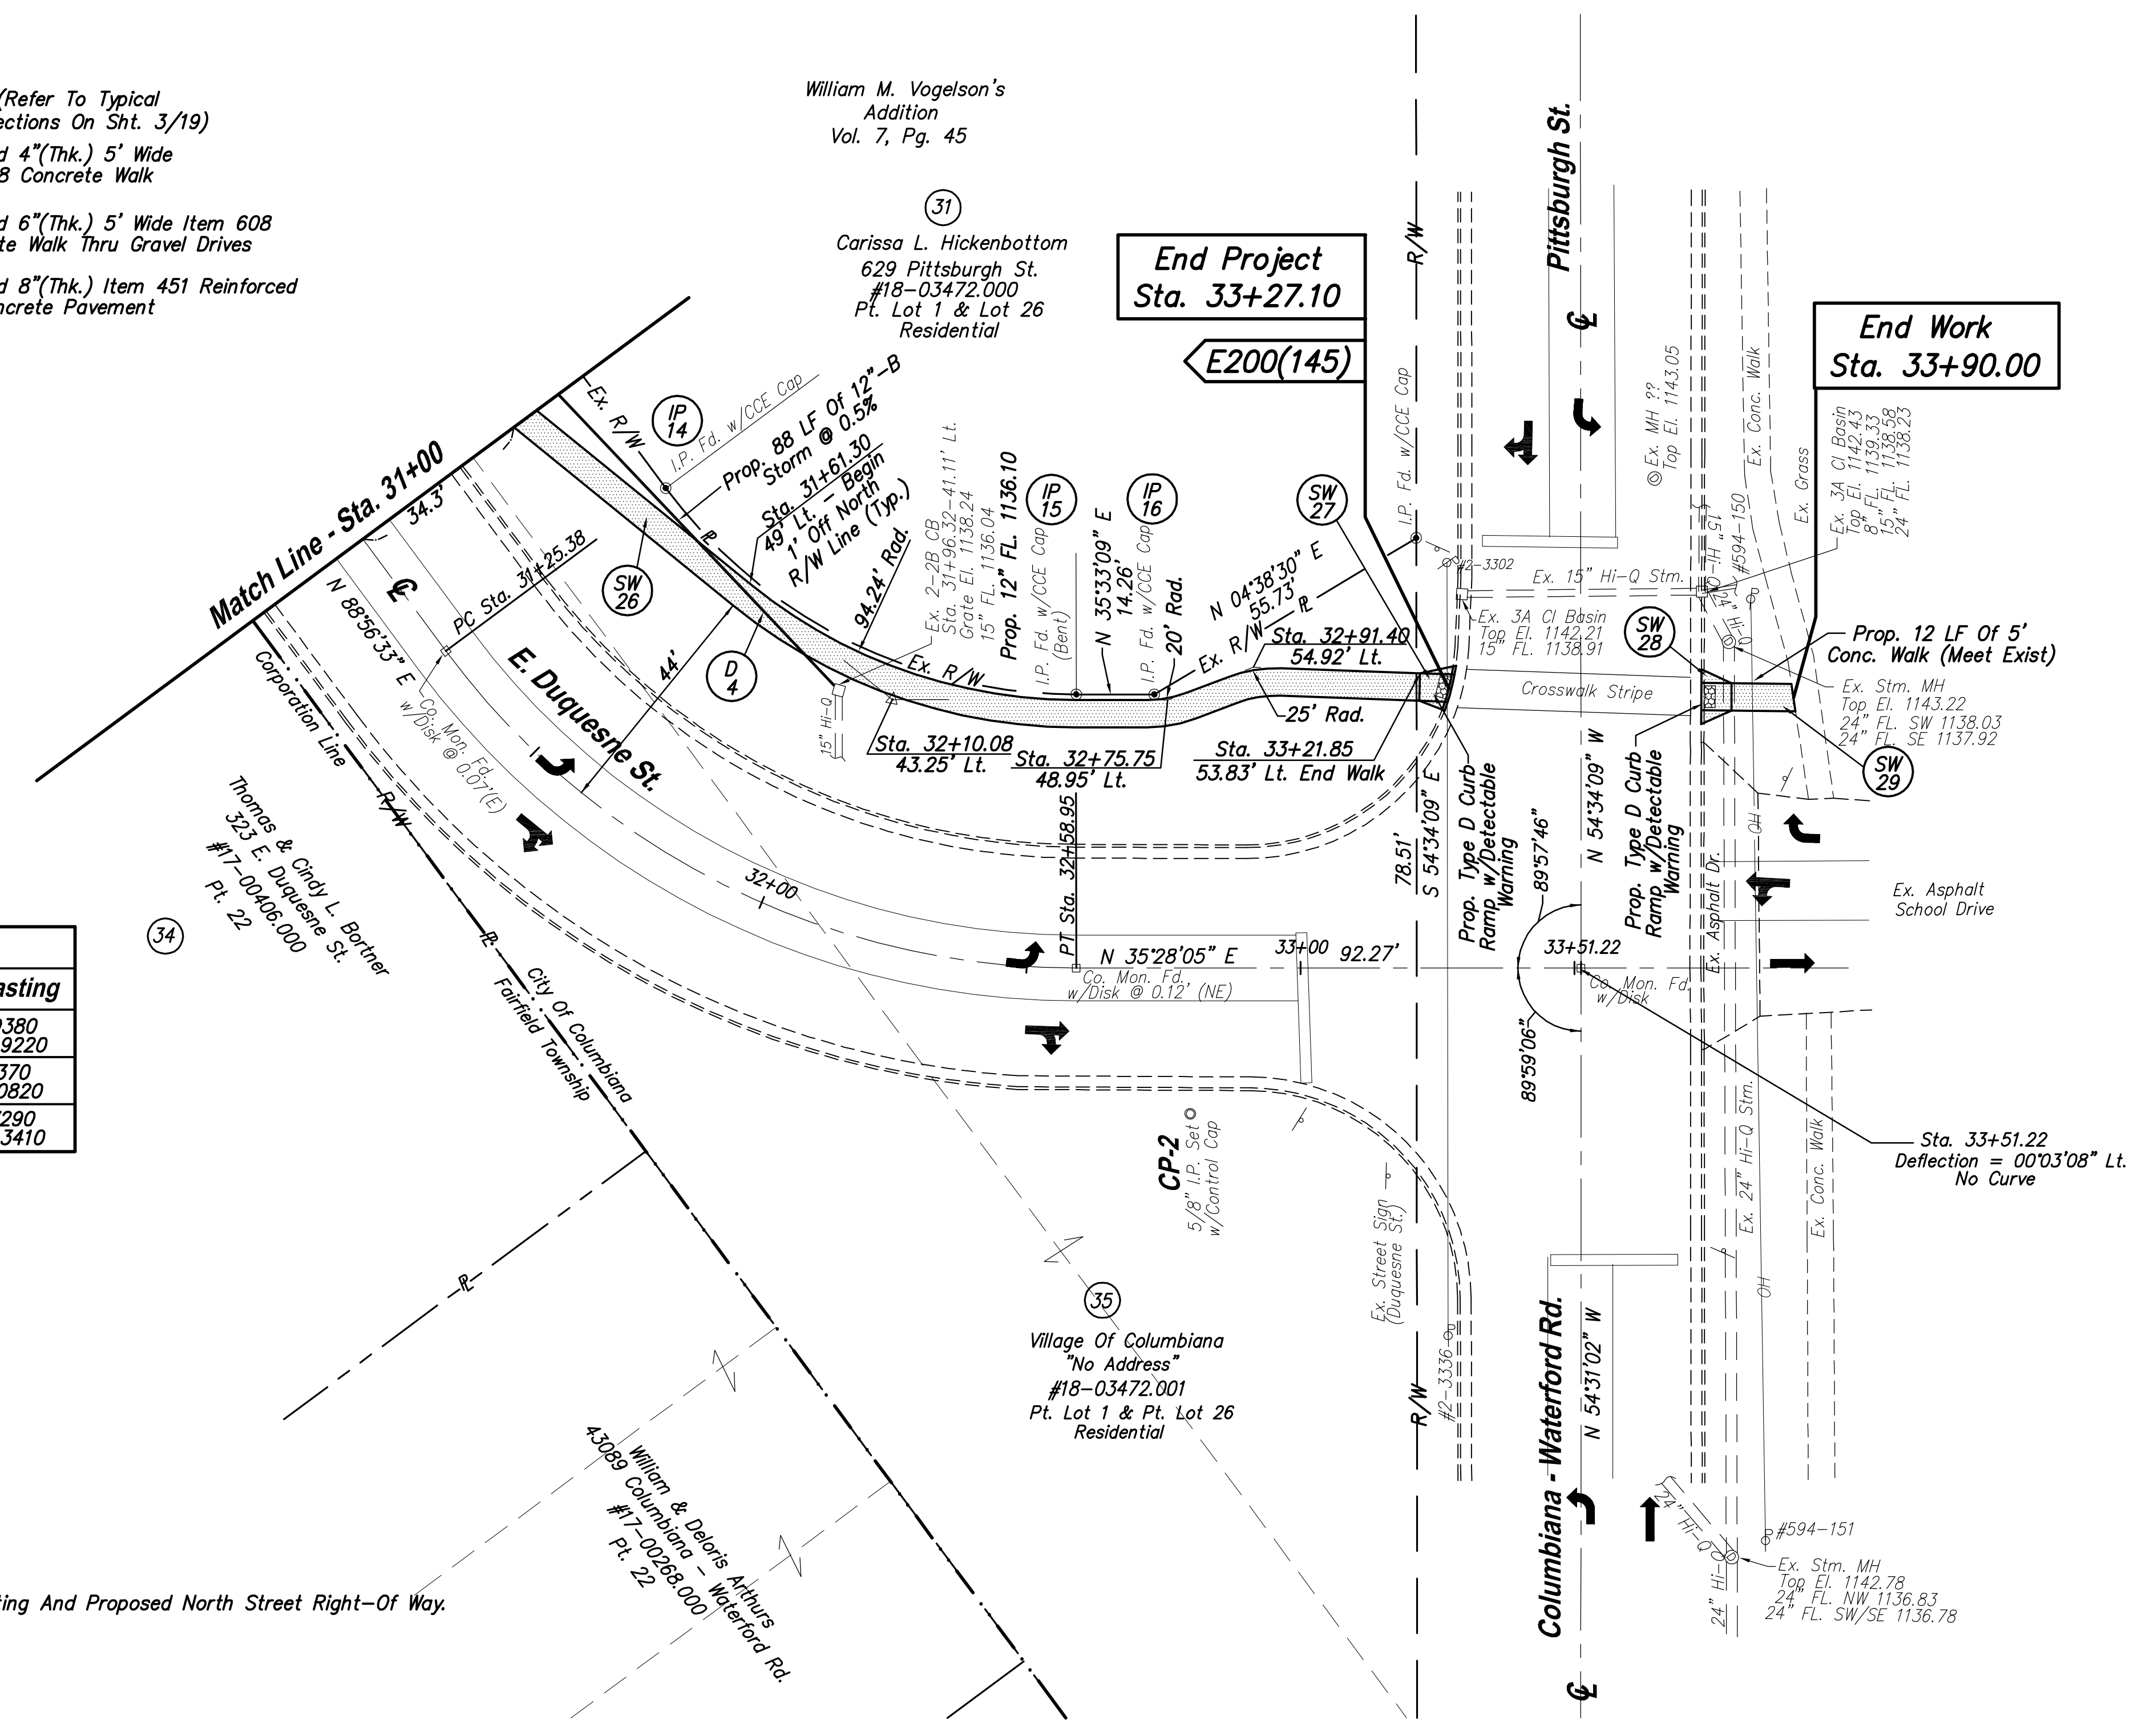 (Refer To Typical
ections On Sht. 3/19)
d 4"(Thk.) 5' Wide
8 Concrete Walk
d 6"(Thk.) 5' Wide Item 608
te Walk Thru Gravel Drives
d 8"(Thk.) Item 451 Reinforced
ncrete Pavement
William M. Vogelson's
Addition
Vol. 7, Pg. 45
31
Carissa L. Hickenbottom
629 Pittsburgh St.
#18-03472.000
Pt. Lot 1 & Lot 26
Residential
End Project
Sta. 33+27.10
E200(145)
End Work
Sta. 33+90.00
Pittsburgh St.
R/W
℄
Match Line - Sta. 31+00
34.3'
Ex. R/W
IP
14
I.P. Fd. w/CCE Cap
Prop. 88 LF Of 12"-B
Storm @ 0.5%
Sta. 31+61.30
49' Lt. - Begin
1' Off North
R/W Line (Typ.)
94.24' Rad.
Ex. 2-2B CB
Sta. 31+96.32-41.11' Lt.
Grate El. 1138.24
15" FL. 1136.04
Prop. 12" FL. 1136.10
IP
15
I.P. Fd. w/CCE Cap
(Bent)
N 35°33'09" E
14.26'
IP
16
I.P. Fd. w/CCE Cap
20' Rad.
SW
27
N 04°38'30" E
55.73'
Ex. R/W
℄
PL
Sta. 32+91.40
54.92' Lt.
25' Rad.
Ex. R/W
PL
SW
26
D
4
44'
℄
E. Duquesne St.
PC Sta. 31+25.38
N 88°56'33" E
Co. Mon. Fd.
w/Disk @ 0.07'(E)
Corporation Line
R/W
15" Hi-Q
Sta. 32+10.08
43.25' Lt.
Sta. 32+75.75
48.95' Lt.
Sta. 33+21.85
53.83' Lt. End Walk
PT Sta. 32+58.95
I.P. Fd. w/CCE Cap
#2-3302
Ex. 15" Hi-Q Stm.
Ex. 3A CI Basin
Top El. 1142.21
15" FL. 1138.91
Ex. MH ??
Top El. 1143.05
Ex. Conc. Walk
Ex. Grass
Ex. 3A CI Basin
Top El. 1142.43
8" FL. 1139.33
15" FL. 1138.58
24" FL. 1138.23
15" Hi-Q
#594-150
24" Hi-Q
SW
28
Prop. 12 LF Of 5'
Conc. Walk (Meet Exist)
Ex. Stm. MH
Top El. 1143.22
24" FL. SW 1138.03
24" FL. SE 1137.92
SW
29
Crosswalk Stripe
78.51'
S 54°34'09" E
Prop. Type D Curb
Ramp w/Detectable
Warning
89°57'46"
N 54°34'09" W
Prop. Type D Curb
Ramp w/Detectable
Warning
Ex. Asphalt Dr.
OH
Ex. Asphalt
School Drive
32+00
N 35°28'05" E
33+00
92.27'
33+51.22
Co. Mon. Fd.
w/Disk @ 0.12' (NE)
Co. Mon. Fd.
w/Disk
89°59'06"
Sta. 33+51.22
Deflection = 00°03'08" Lt.
No Curve
Thomas & Cindy L. Bortner
323 E. Duquesne St.
#17-00406.000
Pt. 22
34
asting
9380
9220
370
0820
7290
3410
PL
City Of Columbiana
Fairfield Township
PL
CP-2
5/8" I.P. Set
w/Control Cap
Ex. Street Sign
(Duquesne St.)
Ex. 24" Hi-Q Stm.
Ex. Conc. Walk
OH
35
Village Of Columbiana
"No Address"
#18-03472.001
Pt. Lot 1 & Pt. Lot 26
Residential
R/W
#2-3336
Columbiana - Waterford Rd.
N 54°31'02" W
℄
24" Hi-Q
24" Hi-Q
#594-151
Ex. Stm. MH
Top El. 1142.78
24" FL. NW 1136.83
24" FL. SW/SE 1136.78
William & Deloris Arthurs
43089 Columbiana - Waterford Rd.
#17-00268.000
Pt. 22
ting And Proposed North Street Right-Of Way.